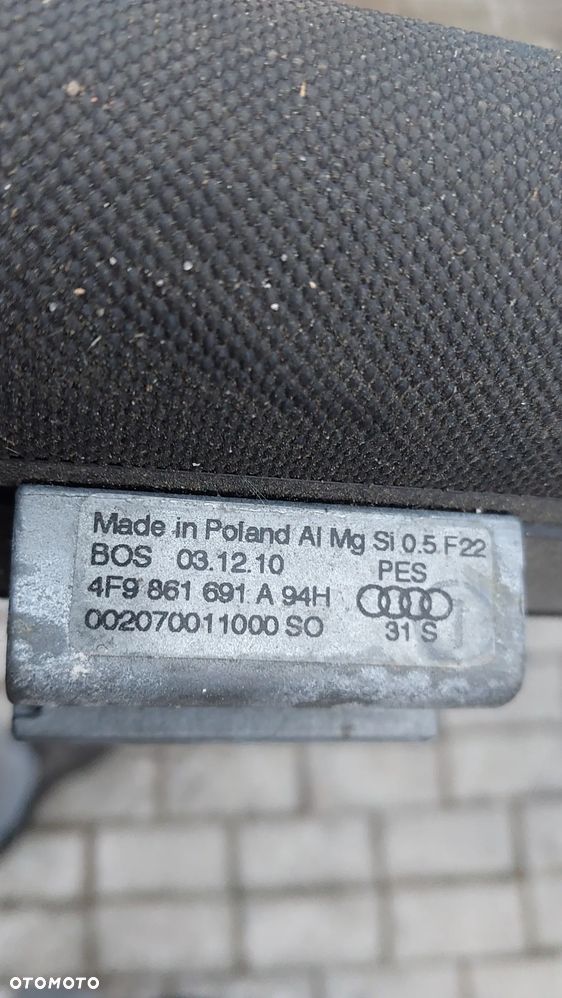 Made in Poland Al Mg Si 0.5 F22
BOS 03.12.10 PES
4F9 861 691 A 94H
002070011000 SO 31 S
OTOMOTO